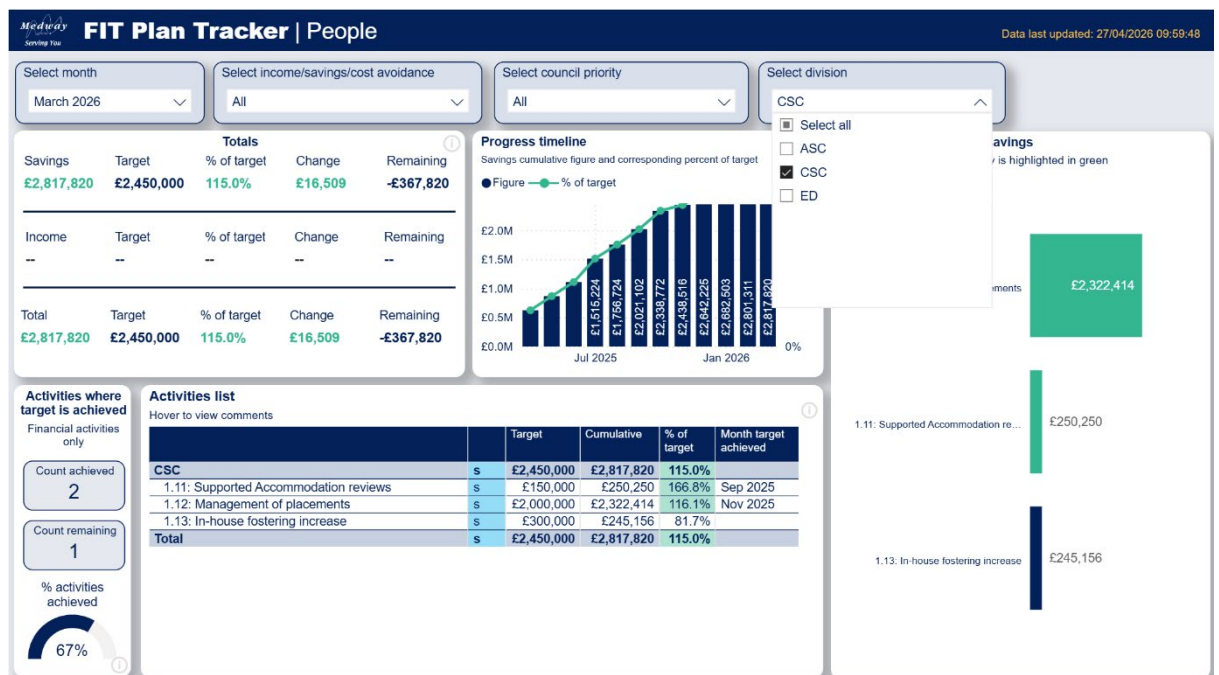 Medway
Serving You
FIT Plan Tracker | People
Data last updated: 27/04/2026 09:59:48
Select month
March 2026
Select income/savings/cost avoidance
All
Select council priority
All
Select division
CSC
Select all
ASC
CSC
ED
Totals
Savings Target % of target Change Remaining
£2,817,820 £2,450,000 115.0% £16,509 -£367,820
Income Target % of target Change Remaining
-- -- -- -- --
Total Target % of target Change Remaining
£2,817,820 £2,450,000 115.0% £16,509 -£367,820
Progress timeline
Savings cumulative figure and corresponding percent of target
Figure % of target
£2.0M
£1.5M
£1.0M
£0.5M
£0.0M
£1,515,224
£1,756,724
£2,021,102
£2,338,772
£2,438,516
£2,642,225
£2,682,503
£2,801,311
£2,817,820
0%
Jul 2025 Jan 2026
avings
is highlighted in green
ements £2,322,414
1.11: Supported Accommodation re... £250,250
1.13: In-house fostering increase £245,156
Activities where
target is achieved
Financial activities
only
Count achieved
2
Count remaining
1
% activities
achieved
67%
Activities list
Hover to view comments
Target Cumulative % of target Month target achieved
CSC s £2,450,000 £2,817,820 115.0%
1.11: Supported Accommodation reviews s £150,000 £250,250 166.8% Sep 2025
1.12: Management of placements s £2,000,000 £2,322,414 116.1% Nov 2025
1.13: In-house fostering increase s £300,000 £245,156 81.7%
Total s £2,450,000 £2,817,820 115.0%